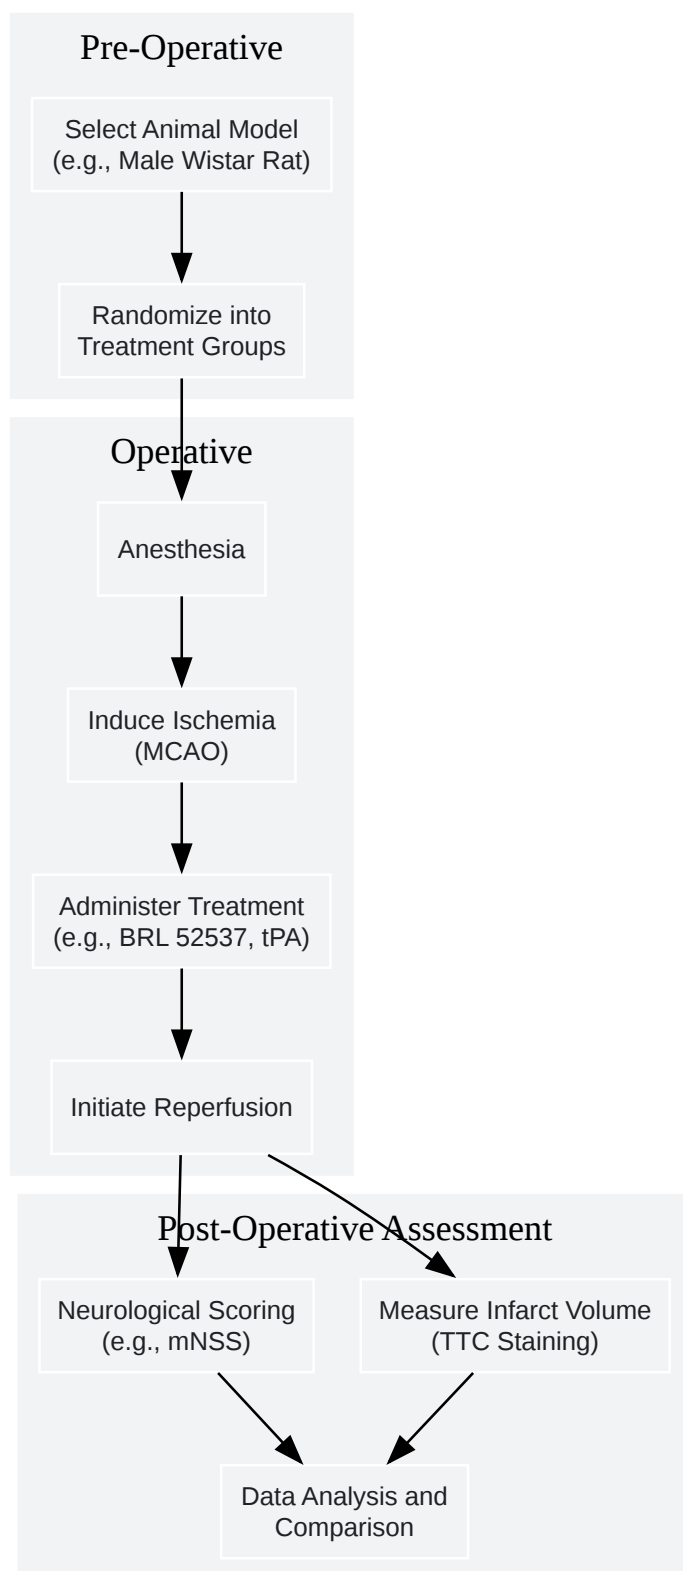 Pre-Operative
Select Animal Model
(e.g., Male Wistar Rat)
Randomize into
Treatment Groups
Operative
Anesthesia
Induce Ischemia
(MCAO)
Administer Treatment
(e.g., BRL 52537, tPA)
Initiate Reperfusion
Post-Operative Assessment
Neurological Scoring
(e.g., mNSS)
Measure Infarct Volume
(TTC Staining)
Data Analysis and
Comparison